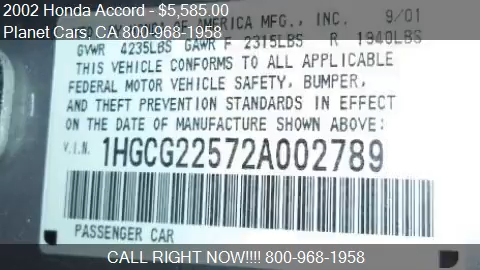 2002 Honda Accord - $5,585.00
Planet Cars, CA 800-968-1958
OF AMERICA MFG., INC. 9/01
GVWR 4235LBS GAWR F 2315LBS R 1940LBS
THIS VEHICLE CONFORMS TO ALL APPLICABLE
FEDERAL MOTOR VEHICLE SAFETY, BUMPER,
AND THEFT PREVENTION STANDARDS IN EFFECT
ON THE DATE OF MANUFACTURE SHOWN ABOVE:
V.I.N. 1HGCG22572A002789
PASSENGER CAR
CALL RIGHT NOW!!!! 800-968-1958